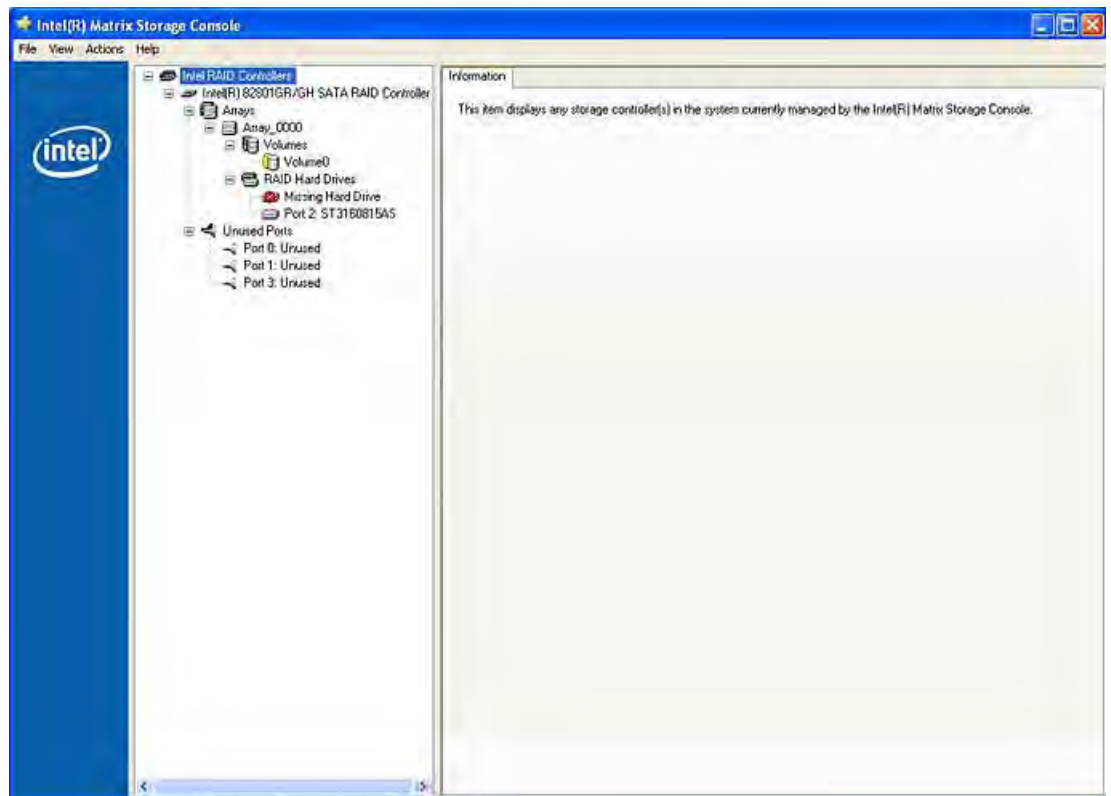 Intel(R) Matrix Storage Console
File View Actions Help
Intel RAID Controllers
Intel(R) 82801GR/GH SATA RAID Controller
Arrays
Array_0000
Volumes
Volume0
RAID Hard Drives
Missing Hard Drive
Port 2: ST3160815AS
Unused Ports
Port 0: Unused
Port 1: Unused
Port 3: Unused
Information
This item displays any storage controller(s) in the system currently managed by the Intel(R) Matrix Storage Console.
intel